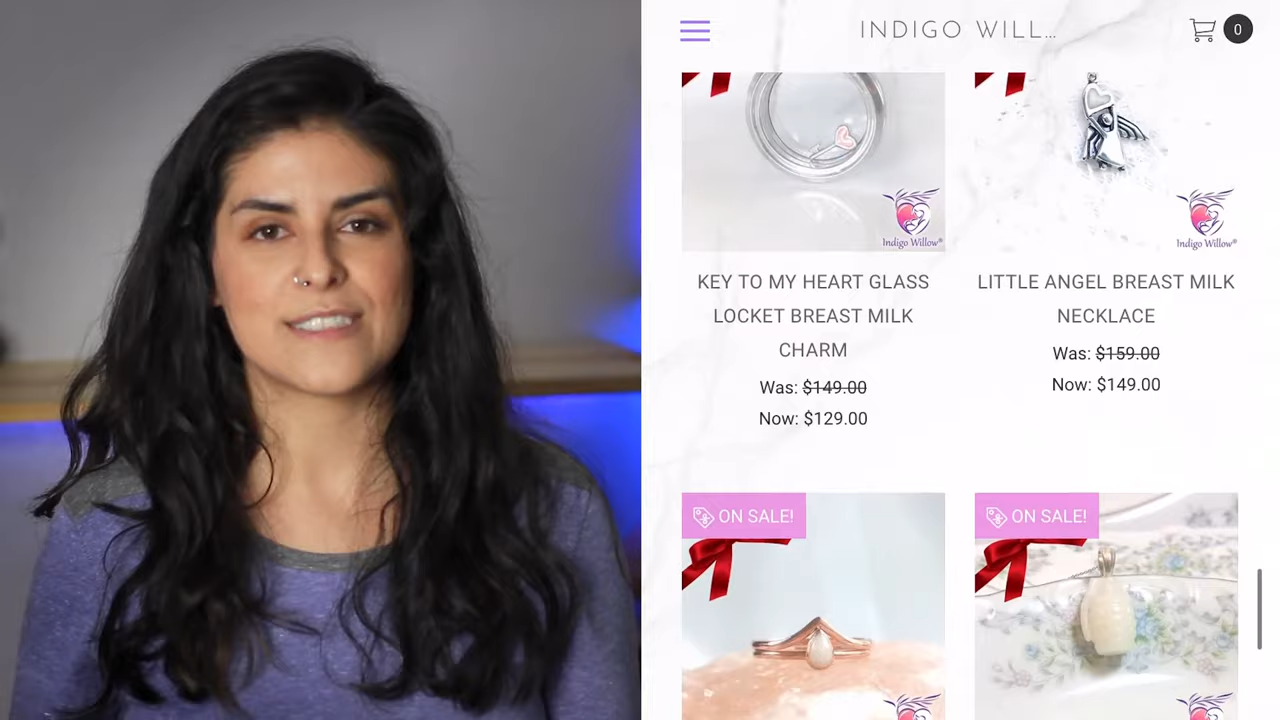 INDIGO WILL…
0
Indigo Willow®
Indigo Willow®
KEY TO MY HEART GLASS
LOCKET BREAST MILK
CHARM
Was: $149.00
Now: $129.00
LITTLE ANGEL BREAST MILK
NECKLACE
Was: $159.00
Now: $149.00
ON SALE!
ON SALE!